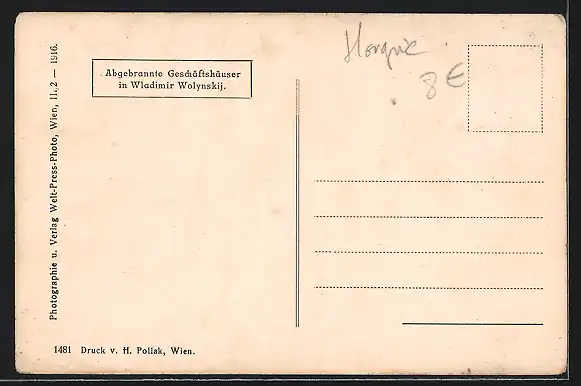 Abgebrannte Geschäftshäuser
in Wladimir Wolynskij.
8 €
Photographie u. Verlag Welt-Press-Photo, Wien, II., 2 — 1916.
1481 Druck v. H. Pollak, Wien.